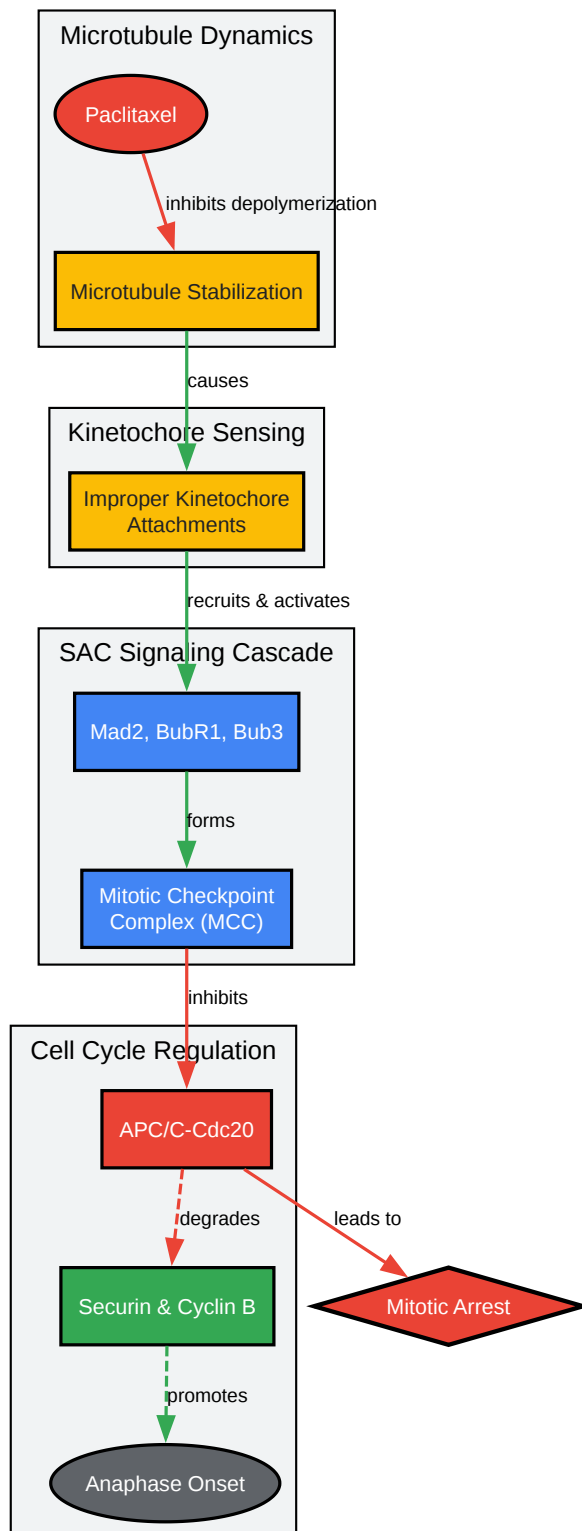 Microtubule Dynamics
Paclitaxel
inhibits depolymerization
Microtubule Stabilization
causes
Kinetochore Sensing
Improper Kinetochore
Attachments
recruits & activates
SAC Signaling Cascade
Mad2, BubR1, Bub3
forms
Mitotic Checkpoint
Complex (MCC)
inhibits
Cell Cycle Regulation
APC/C-Cdc20
degrades
leads to
Securin & Cyclin B
Mitotic Arrest
promotes
Anaphase Onset